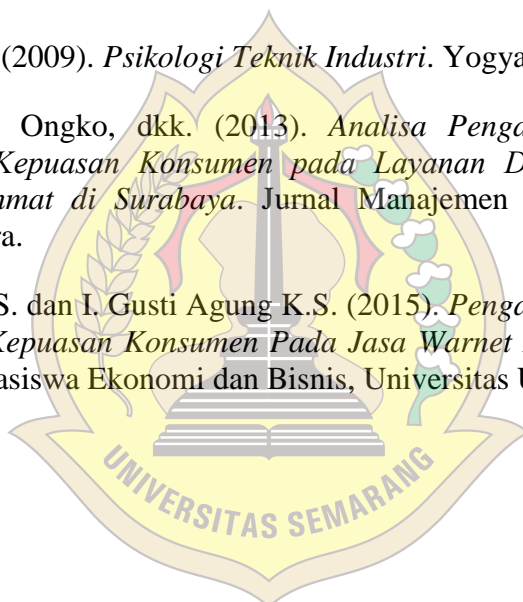 (2009). Psikologi Teknik Industri. Yogya
Ongko, dkk. (2013). Analisa Penga
Kepuasan Konsumen pada Layanan D
nmat di Surabaya. Jurnal Manajemen
ra.
S. dan I. Gusti Agung K.S. (2015). Penga
Kepuasan Konsumen Pada Jasa Warnet
asiswa Ekonomi dan Bisnis, Universitas U
UNIVERSITAS SEMARANG